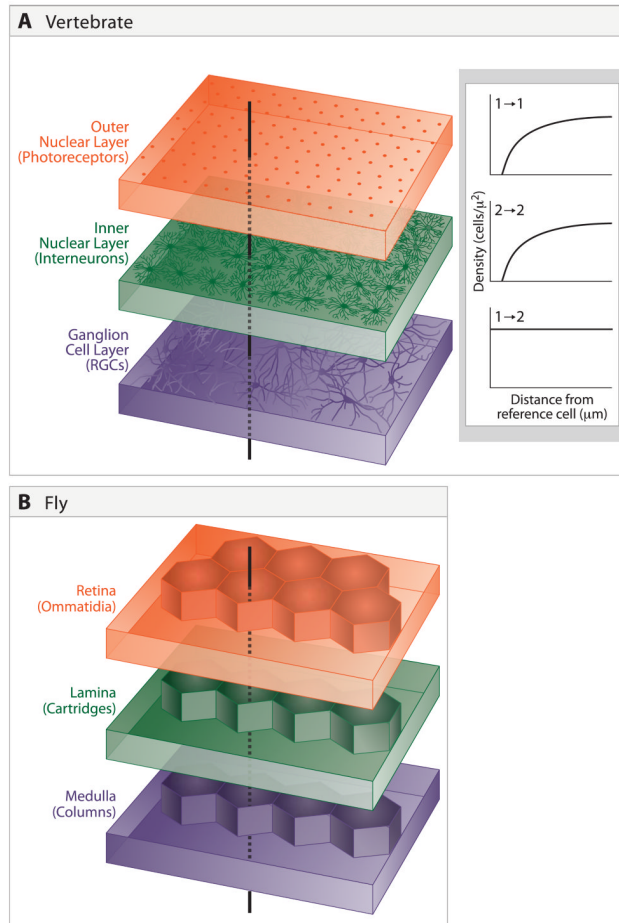 A Vertebrate
Outer
Nuclear Layer
(Photoreceptors)
Inner
Nuclear Layer
(Interneurons)
Ganglion
Cell Layer
(RGCs)
Density (cells/μ²)
1→1
2→2
1→2
Distance from
reference cell (μm)
B Fly
Retina
(Ommatidia)
Lamina
(Cartridges)
Medulla
(Columns)